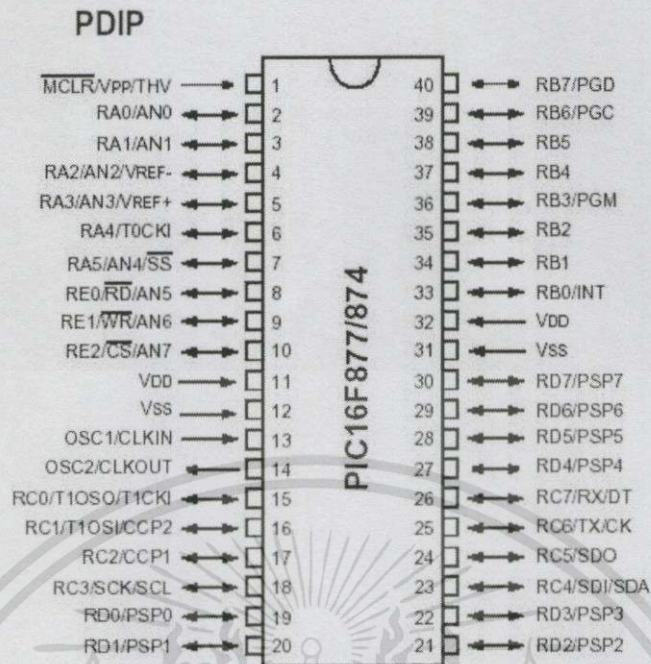 PDIP
MCLR/VPP/THV 1 40 RB7/PGD
RA0/AN0 2 39 RB6/PGC
RA1/AN1 3 38 RB5
RA2/AN2/VREF- 4 37 RB4
RA3/AN3/VREF+ 5 36 RB3/PGM
RA4/T0CKI 6 35 RB2
RA5/AN4/SS 7 34 RB1
RE0/RD/AN5 8 33 RB0/INT
RE1/WR/AN6 9 32 VDD
RE2/CS/AN7 10 31 VSS
VDD 11 30 RD7/PSP7
VSS 12 29 RD6/PSP6
OSC1/CLKIN 13 28 RD5/PSP5
OSC2/CLKOUT 14 27 RD4/PSP4
RC0/T1OSO/T1CKI 15 26 RC7/RX/DT
RC1/T1OSI/CCP2 16 25 RC6/TX/CK
RC2/CCP1 17 24 RC5/SDO
RC3/SCK/SCL 18 23 RC4/SDI/SDA
RD0/PSP0 19 22 RD3/PSP3
RD1/PSP1 20 21 RD2/PSP2
PIC16F877/874